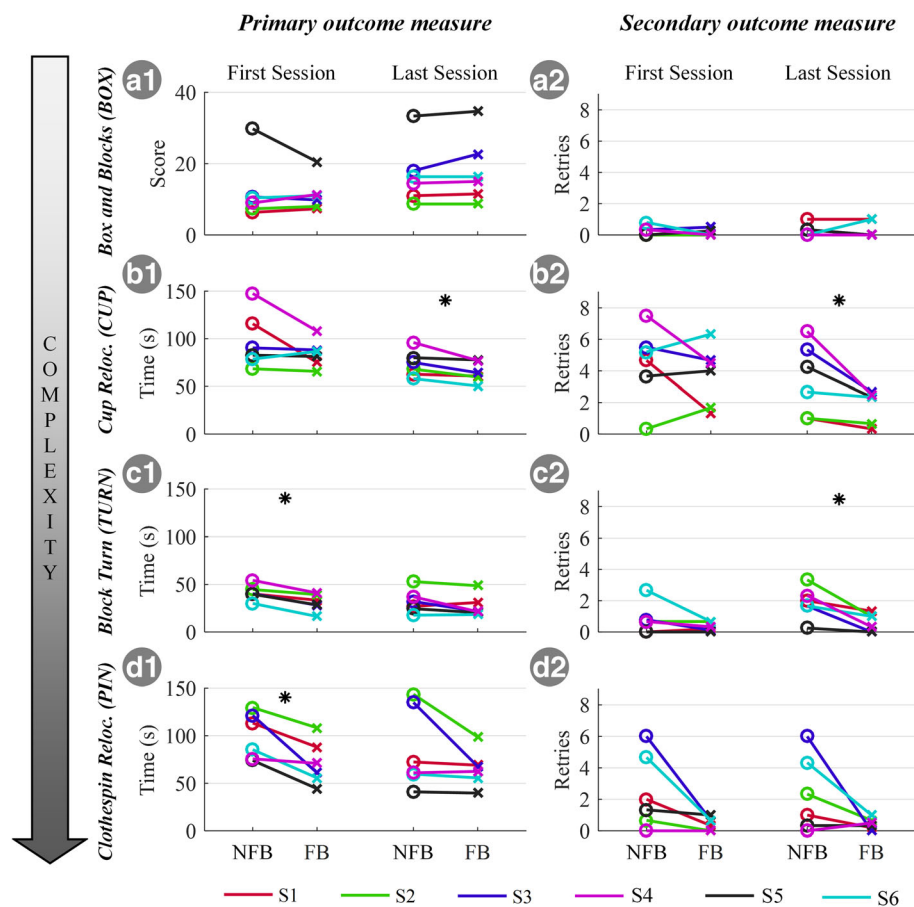 Primary outcome measure Secondary outcome measure
a1 First Session Last Session a2 First Session Last Session
Box and Blocks (BOX)
Score
40
20
0
Retries
8
6
4
2
0
b1 * b2 *
Cup Reloc. (CUP)
Time (s)
150
100
50
0
Retries
8
6
4
2
0
COMPLEXITY
c1 * c2 *
Block Turn (TURN)
Time (s)
150
100
50
0
Retries
8
6
4
2
0
d1 * d2
Clothespin Reloc. (PIN)
Time (s)
150
100
50
0
Retries
8
6
4
2
0
NFB FB NFB FB NFB FB NFB FB
S1 S2 S3 S4 S5 S6